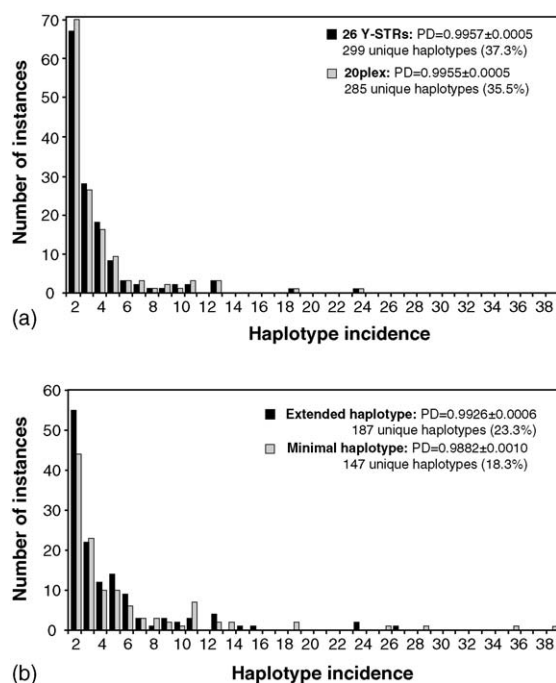 70
60
50
40
30
20
10
0
Number of instances
26 Y-STRs: PD=0.9957±0.0005
299 unique haplotypes (37.3%)
20plex: PD=0.9955±0.0005
285 unique haplotypes (35.5%)
2 4 6 8 10 12 14 16 18 20 22 24 26 28 30 32 34 36 38
(a)
Haplotype incidence
60
50
40
30
20
10
0
Number of instances
Extended haplotype: PD=0.9926±0.0006
187 unique haplotypes (23.3%)
Minimal haplotype: PD=0.9882±0.0010
147 unique haplotypes (18.3%)
2 4 6 8 10 12 14 16 18 20 22 24 26 28 30 32 34 36 38
(b)
Haplotype incidence